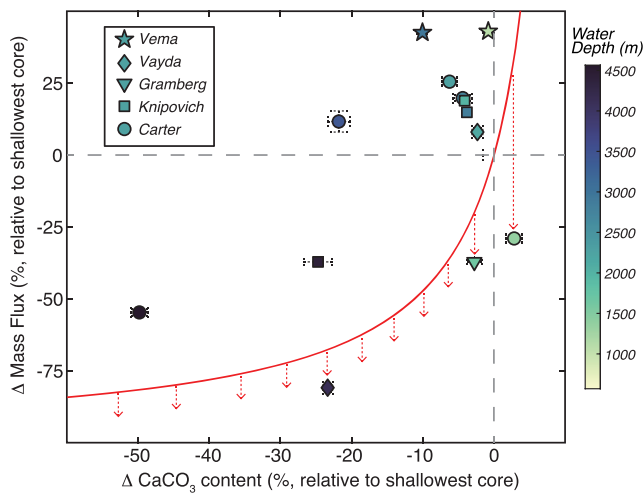 Vema
Vayda
Gramberg
Knipovich
Carter
Water
Depth (m)
4500
4000
3500
3000
2500
2000
1500
1000
25
0
-25
-50
-75
Δ Mass Flux (%, relative to shallowest core)
-50 -40 -30 -20 -10 0
Δ CaCO3 content (%, relative to shallowest core)